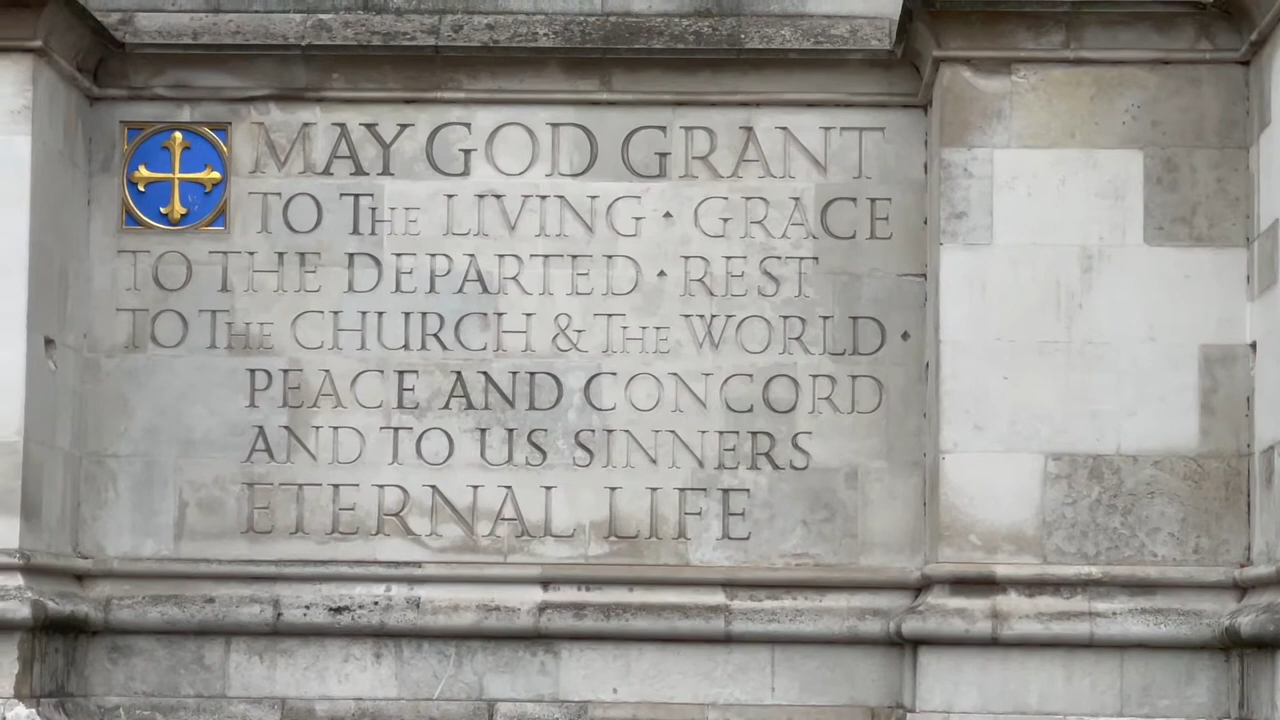 MAY GOD GRANT
TO THE LIVING · GRACE
TO THE DEPARTED · REST
TO THE CHURCH & THE WORLD ·
PEACE AND CONCORD
AND TO US SINNERS
ETERNAL LIFE